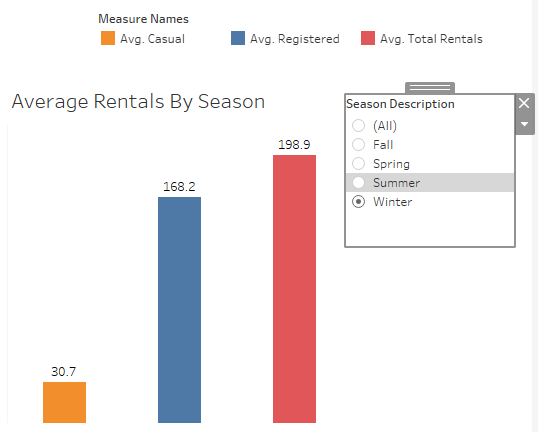 Measure Names
Avg. Casual
Avg. Registered
Avg. Total Rentals
Average Rentals By Season
Season Description
(All)
Fall
Spring
Summer
Winter
198.9
168.2
30.7